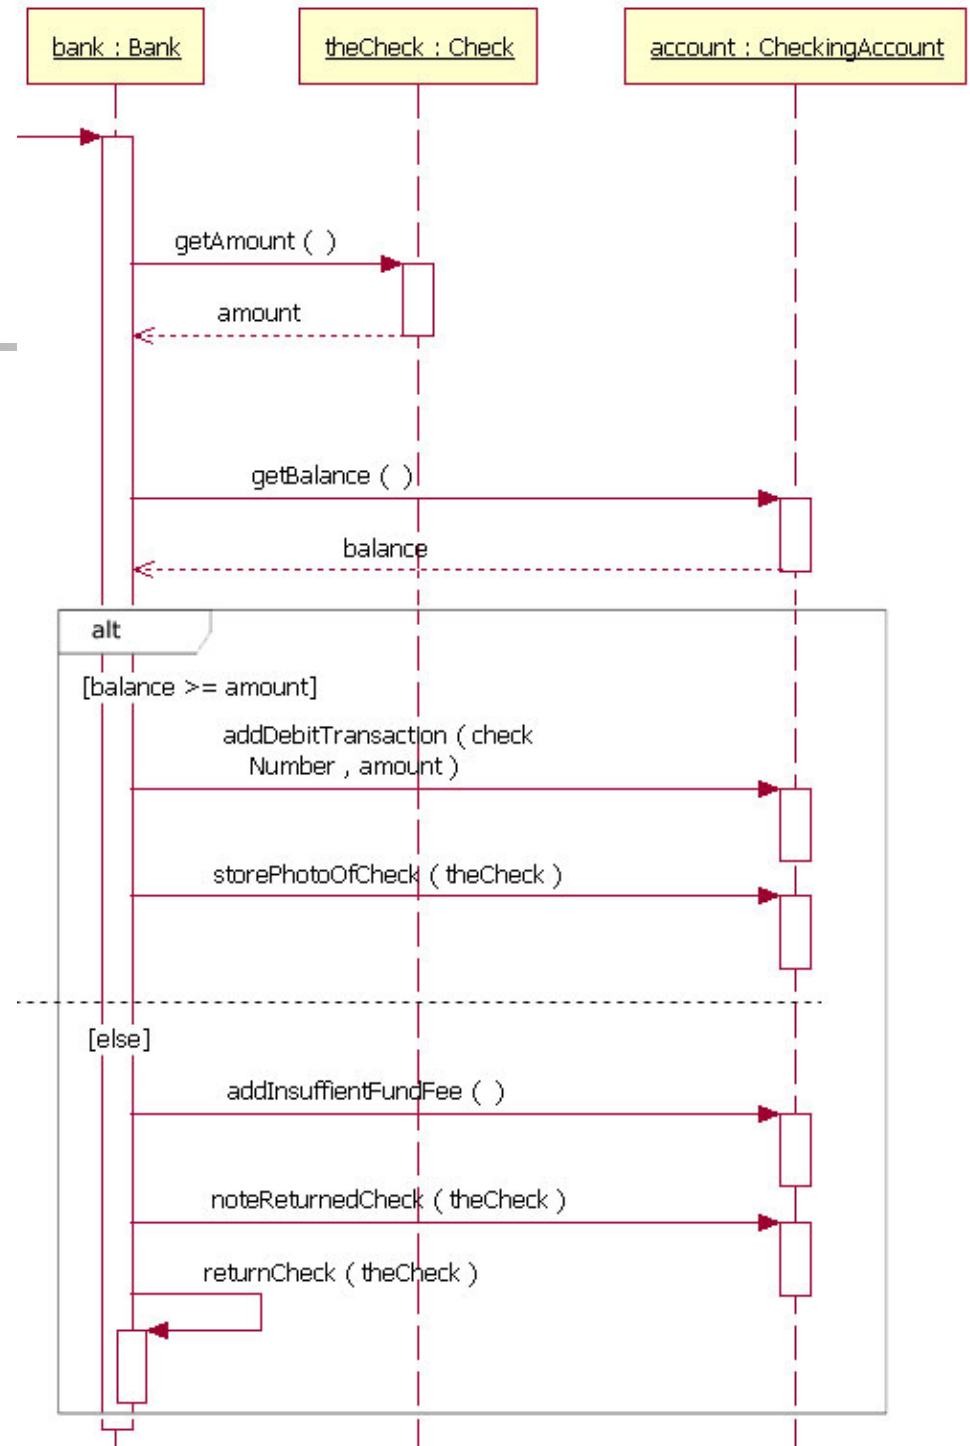 bank : Bank
theCheck : Check
account : CheckingAccount
getAmount ( )
amount
getBalance ( )
balance
alt
[balance >= amount]
addDebitTransaction ( check
Number , amount )
storePhotoOfCheck ( theCheck )
[else]
addInsuffientFundFee ( )
noteReturnedCheck ( theCheck )
returnCheck ( theCheck )